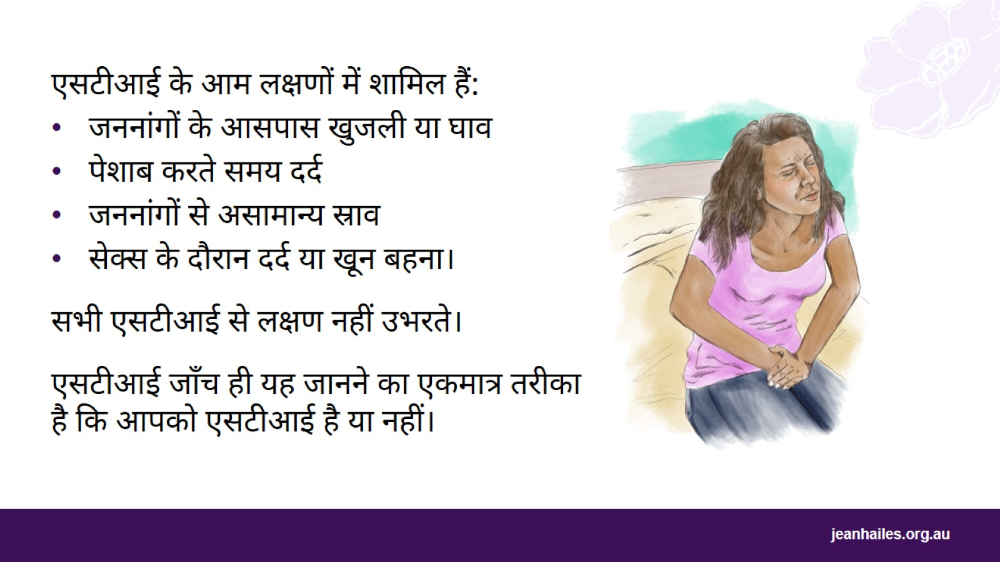 एसटीआई के आम लक्षणों में शामिल हैं:
• जननांगों के आसपास खुजली या घाव
• पेशाब करते समय दर्द
• जननांगों से असामान्य स्राव
• सेक्स के दौरान दर्द या खून बहना।
सभी एसटीआई से लक्षण नहीं उभरते।
एसटीआई जाँच ही यह जानने का एकमात्र तरीका
है कि आपको एसटीआई है या नहीं।
jeanhailes.org.au